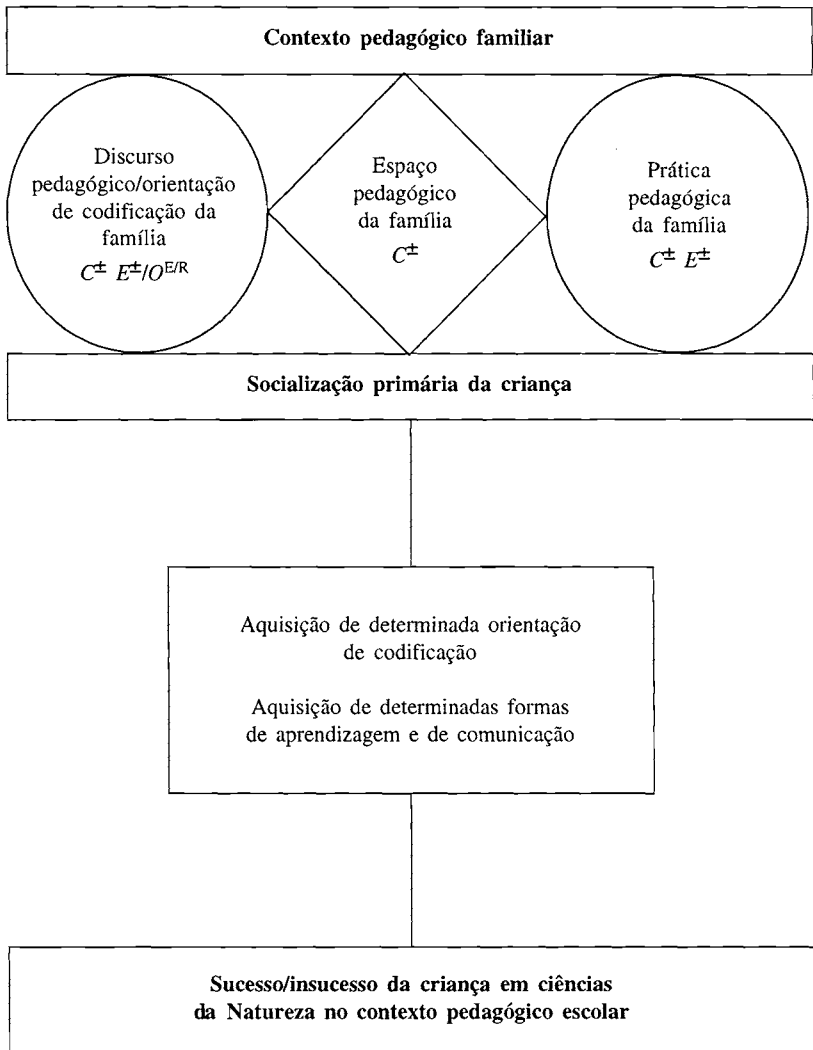 Contexto pedagógico familiar
Discurso
pedagógico/orientação
de codificação da
família
C± E±/O^E/R
Espaço
pedagógico
da família
C±
Prática
pedagógica
da família
C± E±
Socialização primária da criança
Aquisição de determinada orientação
de codificação
Aquisição de determinadas formas
de aprendizagem e de comunicação
Sucesso/insucesso da criança em ciências
da Natureza no contexto pedagógico escolar